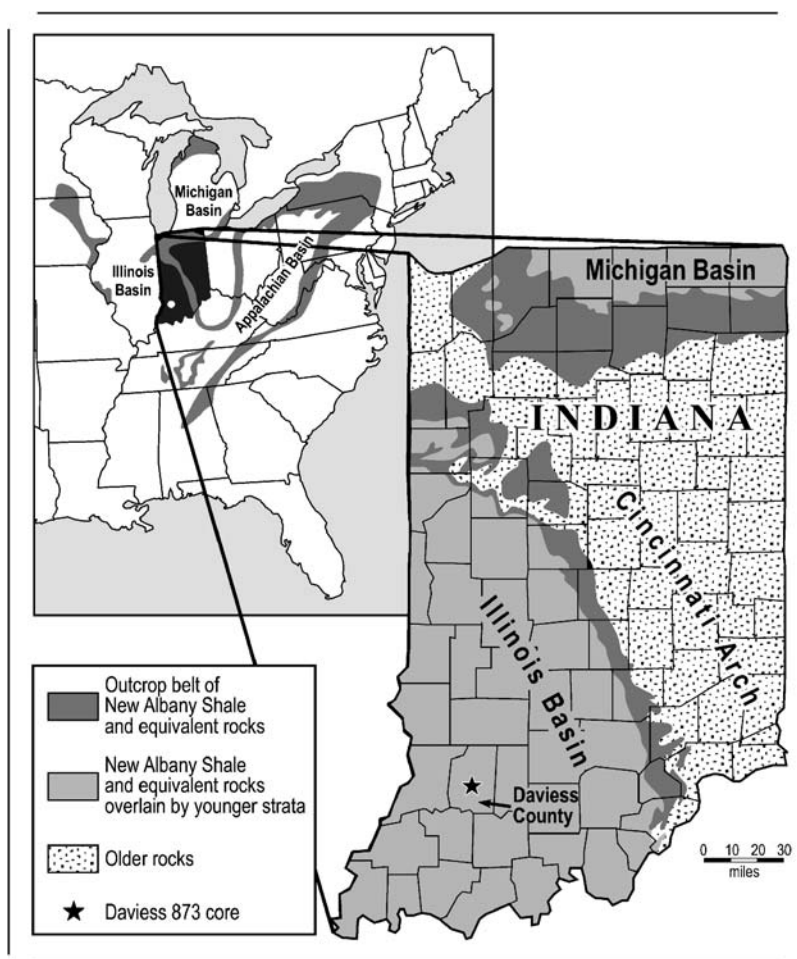 Michigan
Basin
Illinois
Basin
Appalachian Basin
Michigan Basin
INDIANA
Cincinnati Arch
Illinois Basin
Daviess
County
0 10 20 30
miles
Outcrop belt of
New Albany Shale
and equivalent rocks
New Albany Shale
and equivalent rocks
overlain by younger strata
Older rocks
Daviess 873 core